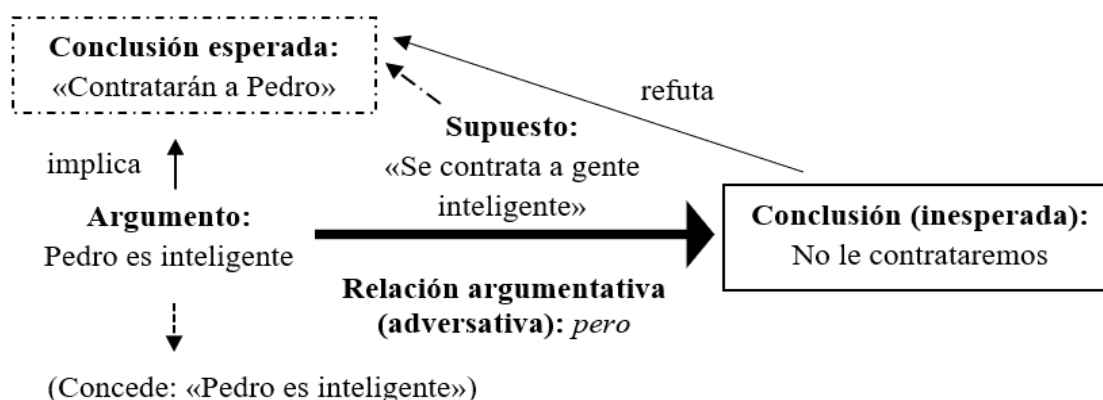 Conclusión esperada:
«Contratarán a Pedro»
refuta
Supuesto:
«Se contrata a gente
inteligente»
implica
Argumento:
Pedro es inteligente
Conclusión (inesperada):
No le contrataremos
Relación argumentativa
(adversativa): pero
(Concede: «Pedro es inteligente»)